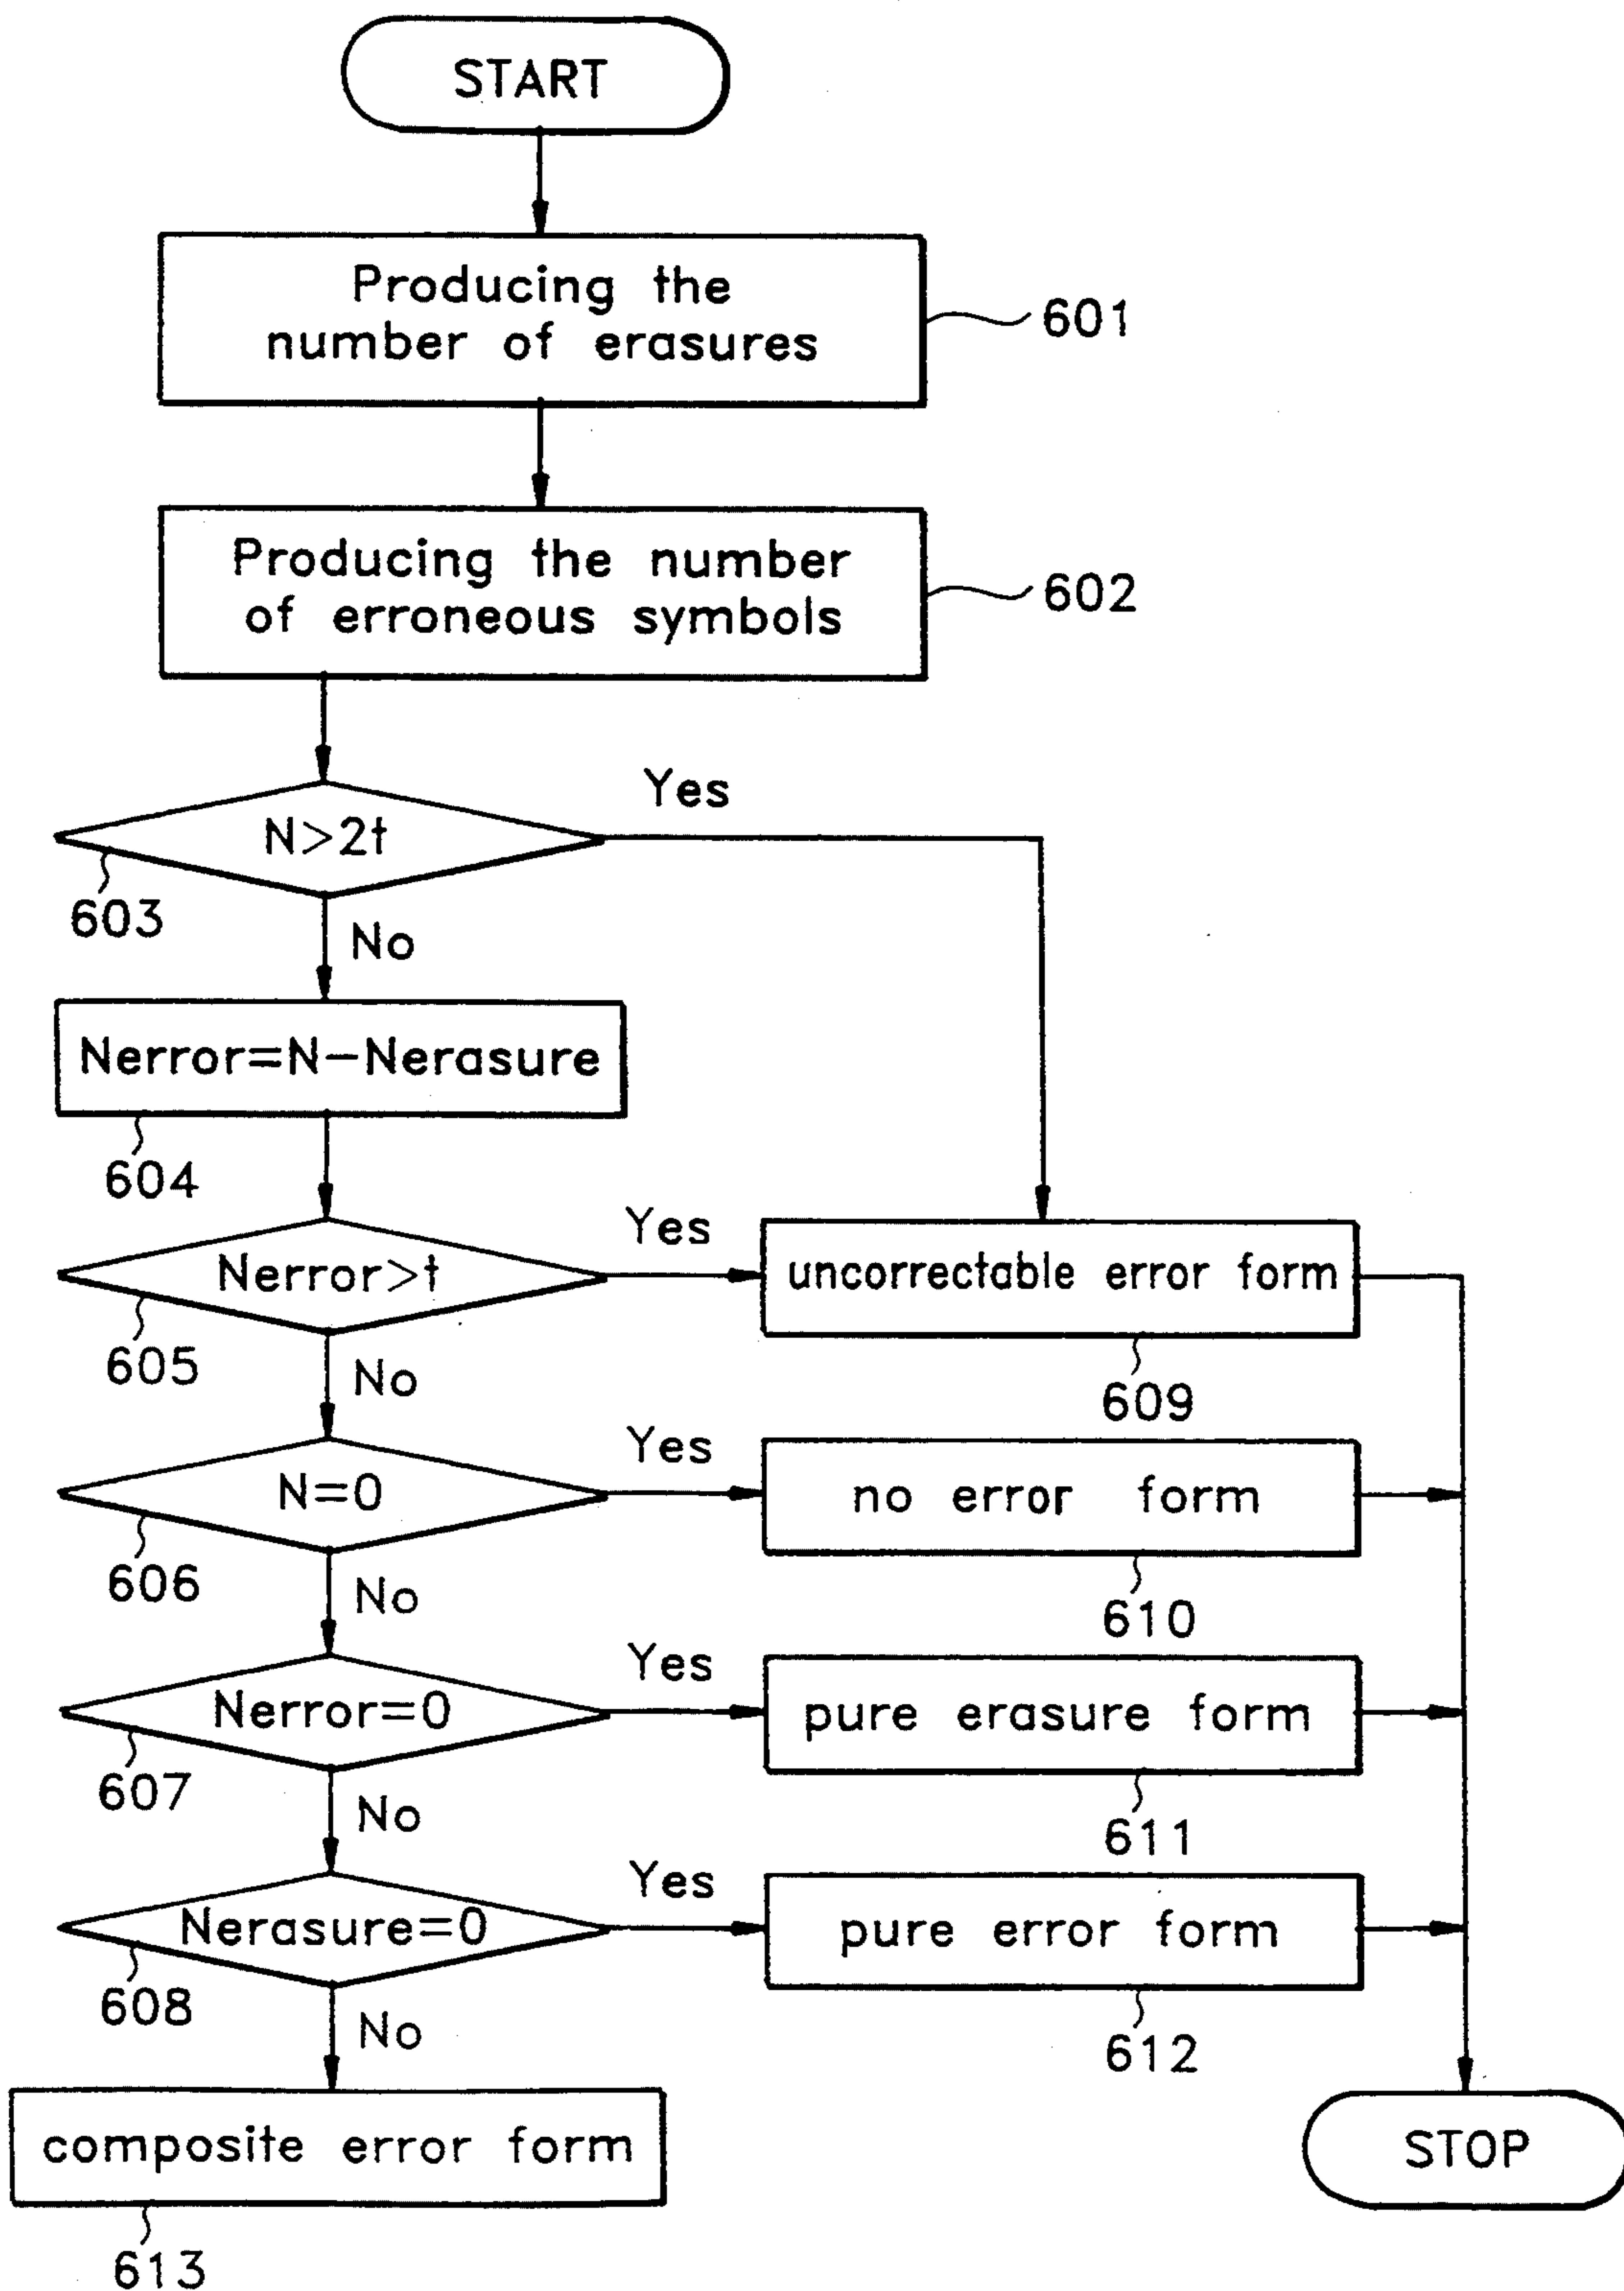 START
Producing the
number of erasures
601
Producing the number
of erroneous symbols
602
N>2t
Yes
603
No
Nerror=N-Nerasure
604
Nerror>t
Yes
uncorrectable error form
605
No
609
N=0
Yes
no error form
606
No
610
Nerror=0
Yes
pure erasure form
607
No
611
Nerasure=0
Yes
pure error form
608
No
612
composite error form
STOP
613